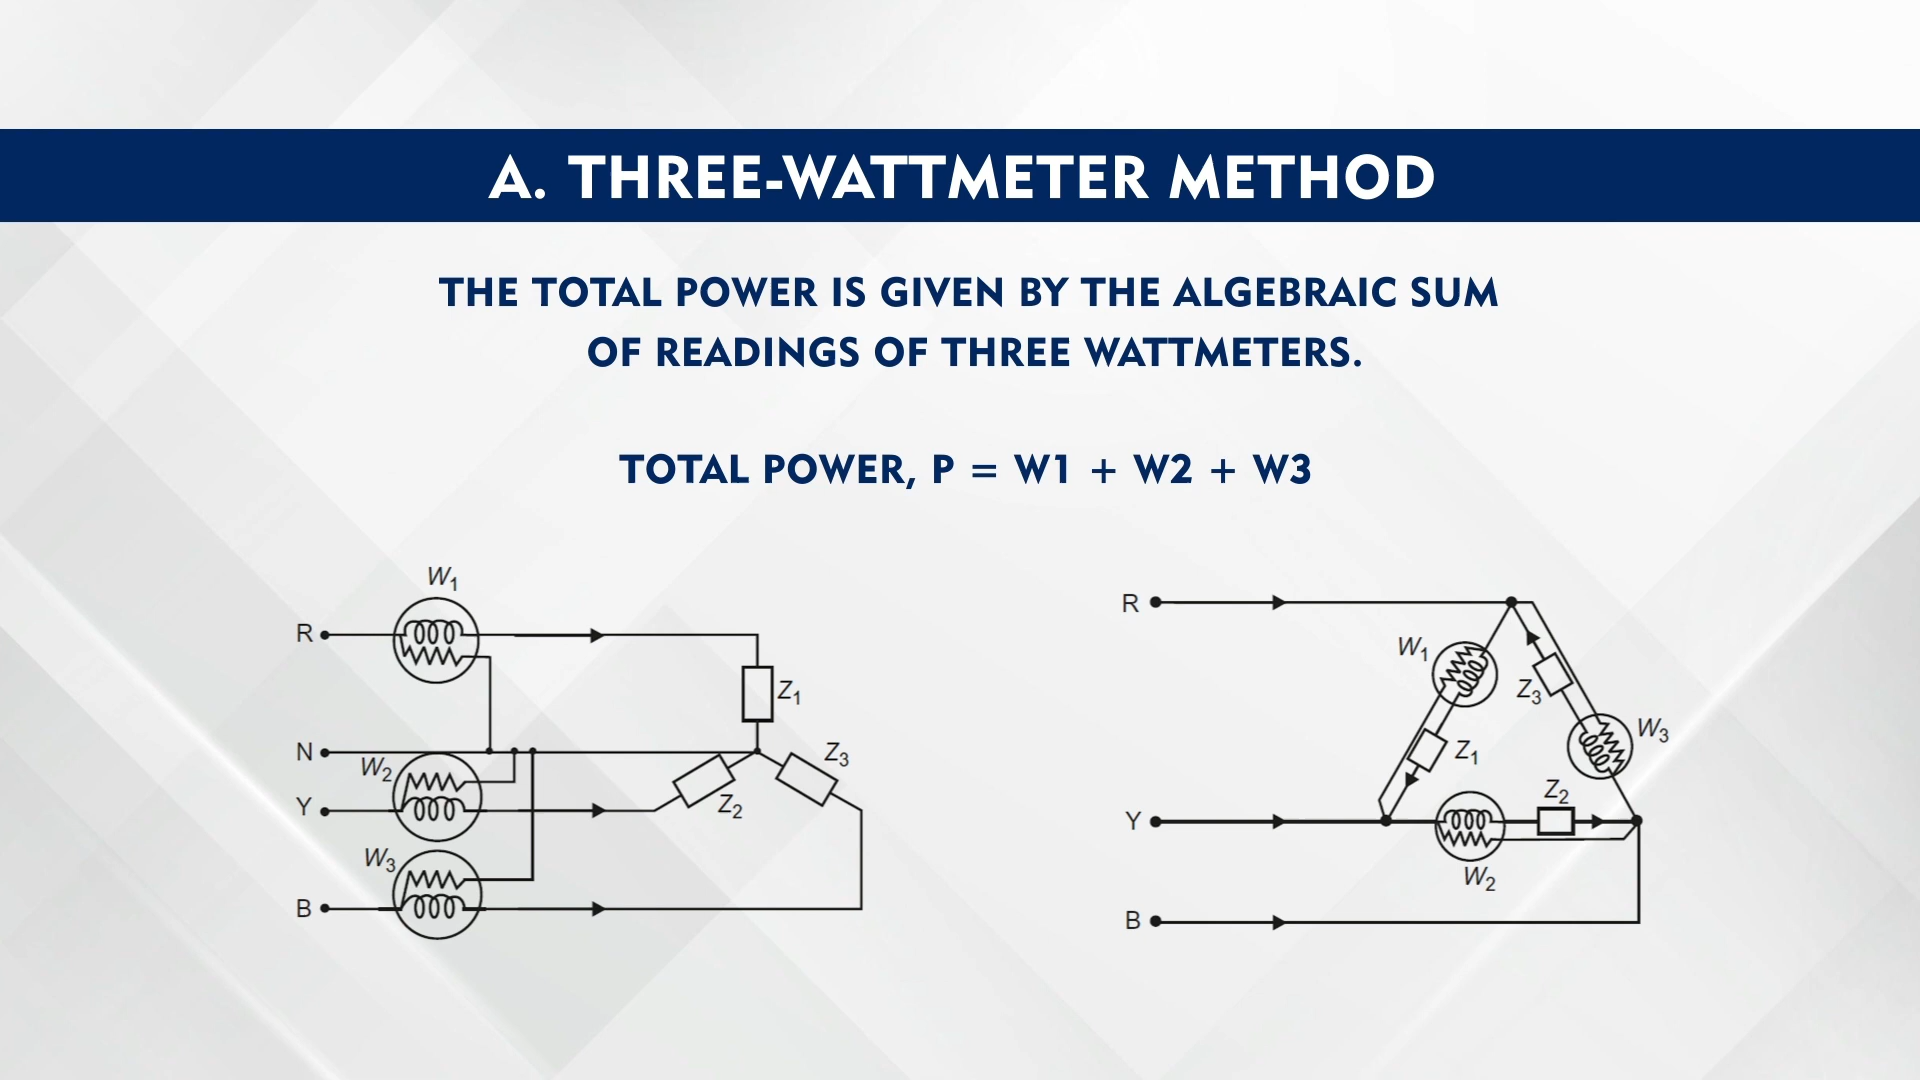 A. THREE-WATTMETER METHOD
THE TOTAL POWER IS GIVEN BY THE ALGEBRAIC SUM
OF READINGS OF THREE WATTMETERS.
TOTAL POWER, P = W1 + W2 + W3
W₁
R
Z₁
N
W₂
Z₃
Y
Z₂
W₃
B
R
W₁
Z₃
W₃
Z₁
Z₂
Y
W₂
B